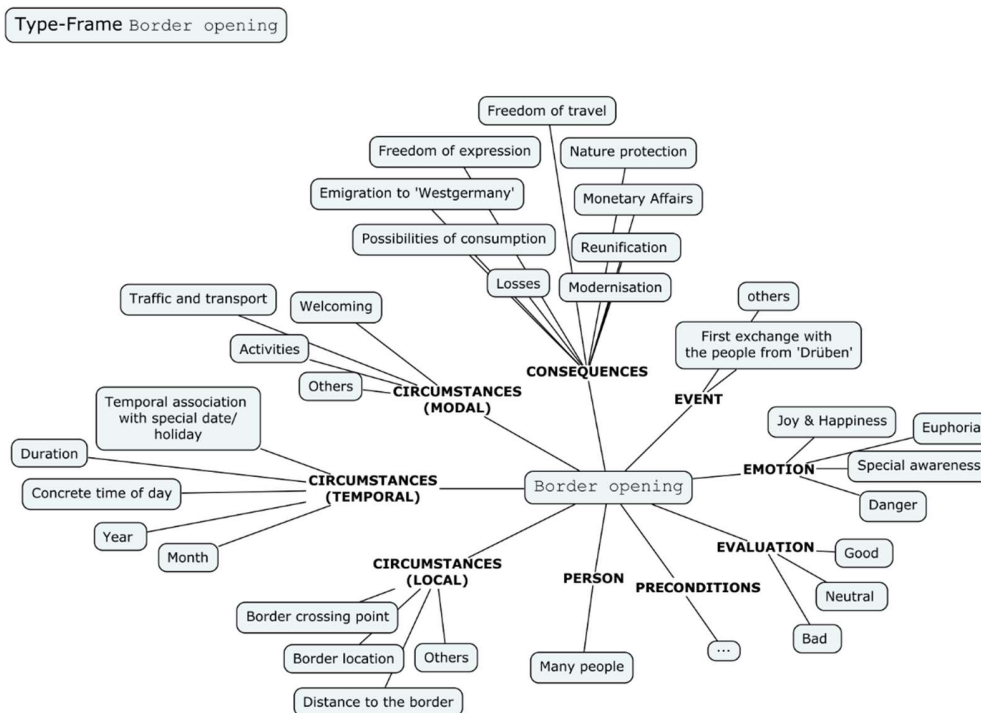 Type-Frame Border opening
Freedom of travel
Freedom of expression
Nature protection
Emigration to 'Westgermany'
Monetary Affairs
Possibilities of consumption
Reunification
Losses
Modernisation
Traffic and transport
Welcoming
Activities
Others
others
First exchange with
the people from 'Drüben'
CONSEQUENCES
CIRCUMSTANCES
(MODAL)
EVENT
Temporal association
with special date/
holiday
Joy & Happiness
Euphoria
Duration
EMOTION
Special awareness
CIRCUMSTANCES
(TEMPORAL)
Border opening
Concrete time of day
Danger
Year
Month
EVALUATION
Good
CIRCUMSTANCES
(LOCAL)
PERSON
PRECONDITIONS
Neutral
Border crossing point
Bad
Border location
Others
Many people
...
Distance to the border